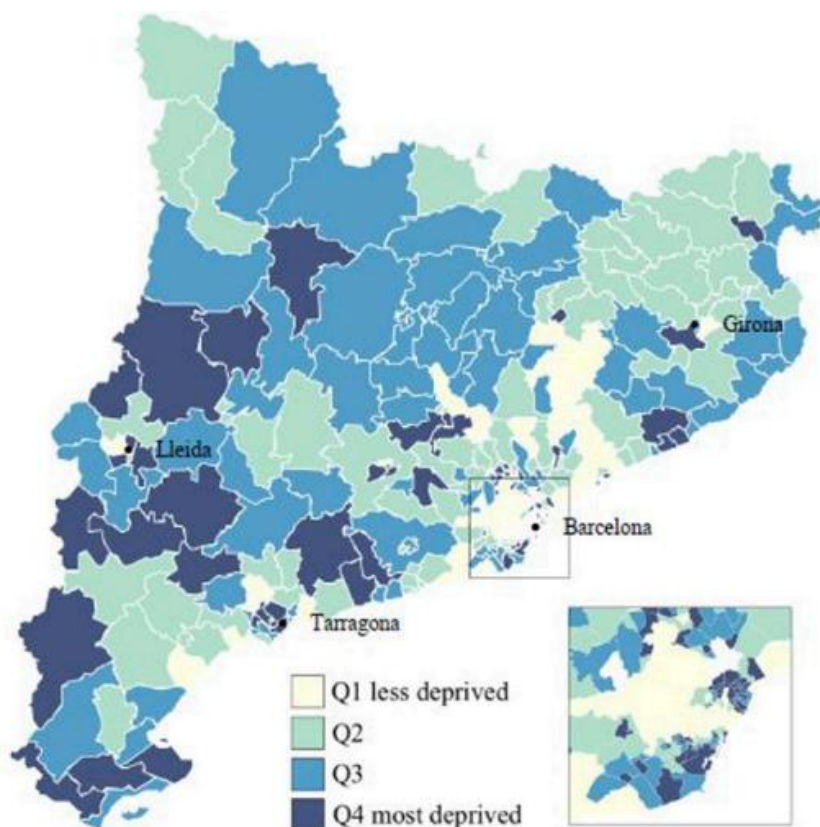 Girona
Lleida
Barcelona
Tarragona
Q1 less deprived
Q2
Q3
Q4 most deprived